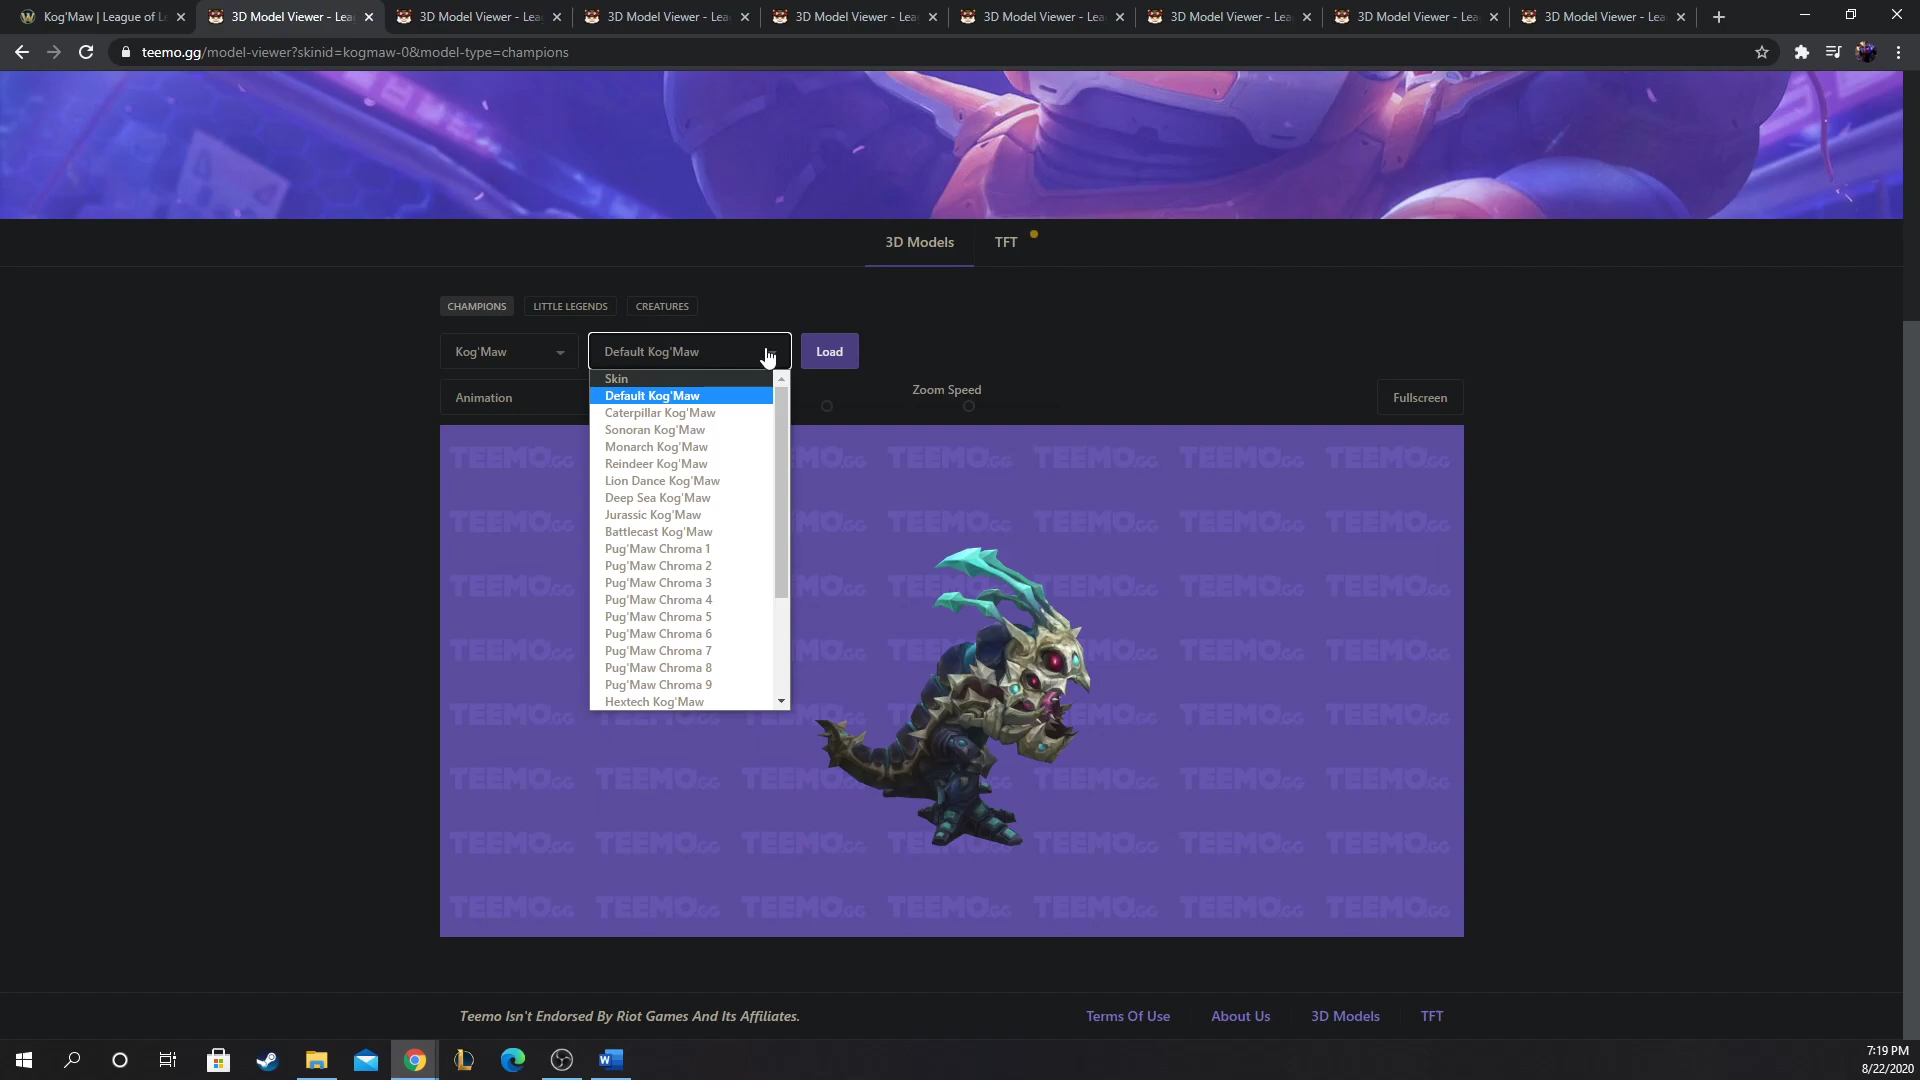 Kog'Maw | League of L
3D Model Viewer - Lea
3D Model Viewer - Lea
3D Model Viewer - Lea
3D Model Viewer - Lea
3D Model Viewer - Lea
3D Model Viewer - Lea
3D Model Viewer - Lea
3D Model Viewer - Lea
teemo.gg/model-viewer?skinid=kogmaw-0&model-type=champions
3D Models
TFT
CHAMPIONS
LITTLE LEGENDS
CREATURES
Kog'Maw
Default Kog'Maw
Load
Animation
Zoom Speed
Fullscreen
Skin
Default Kog'Maw
Caterpillar Kog'Maw
Sonoran Kog'Maw
Monarch Kog'Maw
Reindeer Kog'Maw
Lion Dance Kog'Maw
Deep Sea Kog'Maw
Jurassic Kog'Maw
Battlecast Kog'Maw
Pug'Maw Chroma 1
Pug'Maw Chroma 2
Pug'Maw Chroma 3
Pug'Maw Chroma 4
Pug'Maw Chroma 5
Pug'Maw Chroma 6
Pug'Maw Chroma 7
Pug'Maw Chroma 8
Pug'Maw Chroma 9
Hextech Kog'Maw
Teemo Isn't Endorsed By Riot Games And Its Affiliates.
Terms Of Use
About Us
3D Models
TFT
7:19 PM
8/22/2020